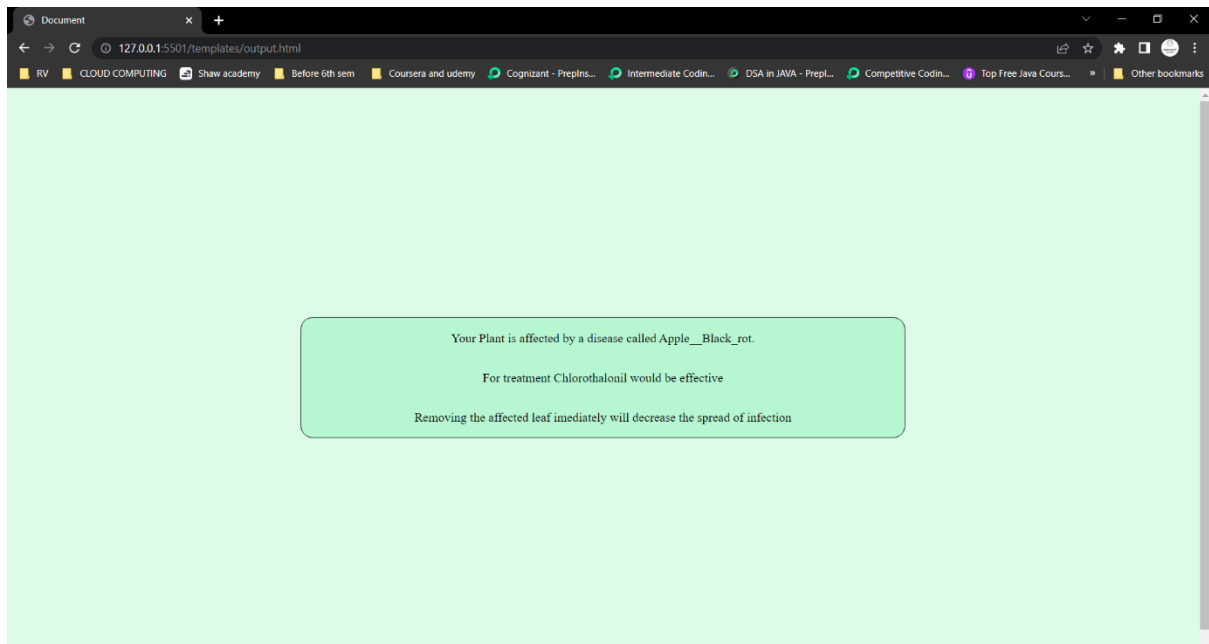 Document
127.0.0.1:5501/templates/output.html
RV CLOUD COMPUTING Shaw academy Before 6th sem Coursera and udemy Cognizant - PrepIns... Intermediate Codin... DSA in JAVA - Prepl... Competitive Codin... Top Free Java Cours... » Other bookmarks
Your Plant is affected by a disease called Apple__Black_rot.
For treatment Chlorothalonil would be effective
Removing the affected leaf imediately will decrease the spread of infection